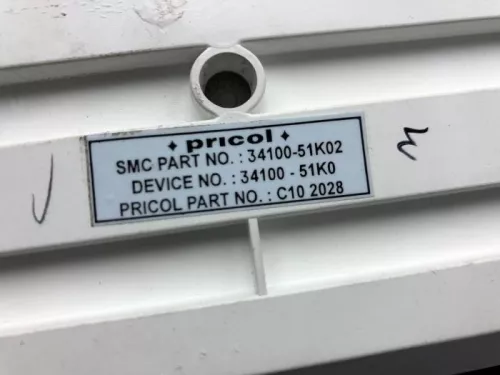 pricol
SMC PART NO. : 34100-51K02
DEVICE NO. : 34100 - 51K0
PRICOL PART NO. : C10 2028